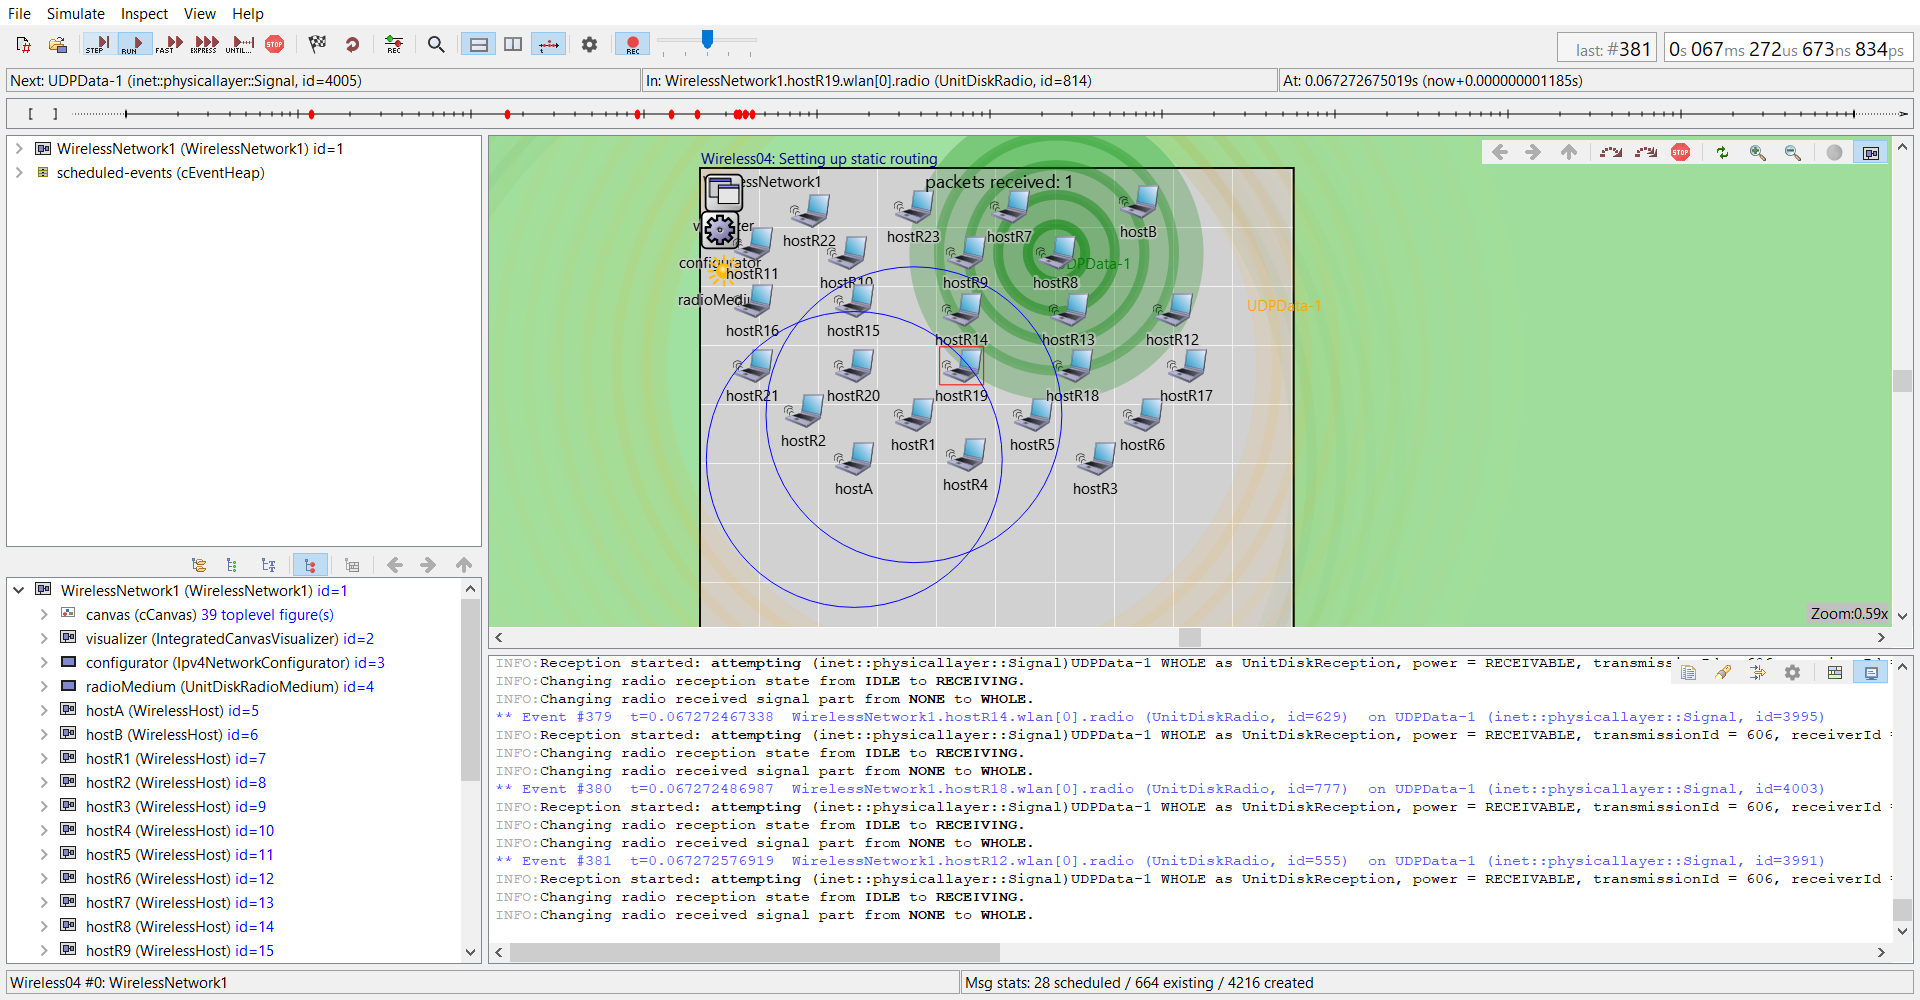 File Simulate Inspect View Help
STEP RUN FAST EXPRESS UNTIL... STOP REC REC
last: #381 0s 067ms 272us 673ns 834ps
Next: UDPData-1 (inet::physicallayer::Signal, id=4005) In: WirelessNetwork1.hostR19.wlan[0].radio (UnitDiskRadio, id=814) At: 0.067272675019s (now+0.000000001185s)
[ ]
WirelessNetwork1 (WirelessNetwork1) id=1
scheduled-events (cEventHeap)
WirelessNetwork1 (WirelessNetwork1) id=1
canvas (cCanvas) 39 toplevel figure(s)
visualizer (IntegratedCanvasVisualizer) id=2
configurator (Ipv4NetworkConfigurator) id=3
radioMedium (UnitDiskRadioMedium) id=4
hostA (WirelessHost) id=5
hostB (WirelessHost) id=6
hostR1 (WirelessHost) id=7
hostR2 (WirelessHost) id=8
hostR3 (WirelessHost) id=9
hostR4 (WirelessHost) id=10
hostR5 (WirelessHost) id=11
hostR6 (WirelessHost) id=12
hostR7 (WirelessHost) id=13
hostR8 (WirelessHost) id=14
hostR9 (WirelessHost) id=15
Wireless04: Setting up static routing
STOP
essNetwork1 packets received: 1
hostR22 hostR23 hostR7 hostB
configurator UDPData-1
hostR11 hostR10 hostR9 hostR8
radioMedi UDPData-1
hostR16 hostR15 hostR14 hostR13 hostR12
hostR21 hostR20 hostR19 hostR18 hostR17
hostR2 hostR1 hostR5 hostR6
hostA hostR4 hostR3
Zoom:0.59x
INFO:Reception started: attempting (inet::physicallayer::Signal)UDPData-1 WHOLE as UnitDiskReception, power = RECEIVABLE,
INFO:Changing radio reception state from IDLE to RECEIVING.
INFO:Changing radio received signal part from NONE to WHOLE.
** Event #379 t=0.067272467338 WirelessNetwork1.hostR14.wlan[0].radio (UnitDiskRadio, id=629) on UDPData-1 (inet::physicallayer::Signal, id=3995)
INFO:Reception started: attempting (inet::physicallayer::Signal)UDPData-1 WHOLE as UnitDiskReception, power = RECEIVABLE, transmissionId = 606, receiverId =
INFO:Changing radio reception state from IDLE to RECEIVING.
INFO:Changing radio received signal part from NONE to WHOLE.
** Event #380 t=0.067272486987 WirelessNetwork1.hostR18.wlan[0].radio (UnitDiskRadio, id=777) on UDPData-1 (inet::physicallayer::Signal, id=4003)
INFO:Reception started: attempting (inet::physicallayer::Signal)UDPData-1 WHOLE as UnitDiskReception, power = RECEIVABLE, transmissionId = 606, receiverId =
INFO:Changing radio reception state from IDLE to RECEIVING.
INFO:Changing radio received signal part from NONE to WHOLE.
** Event #381 t=0.067272576919 WirelessNetwork1.hostR12.wlan[0].radio (UnitDiskRadio, id=555) on UDPData-1 (inet::physicallayer::Signal, id=3991)
INFO:Reception started: attempting (inet::physicallayer::Signal)UDPData-1 WHOLE as UnitDiskReception, power = RECEIVABLE, transmissionId = 606, receiverId =
INFO:Changing radio reception state from IDLE to RECEIVING.
INFO:Changing radio received signal part from NONE to WHOLE.
Wireless04 #0: WirelessNetwork1 Msg stats: 28 scheduled / 664 existing / 4216 created